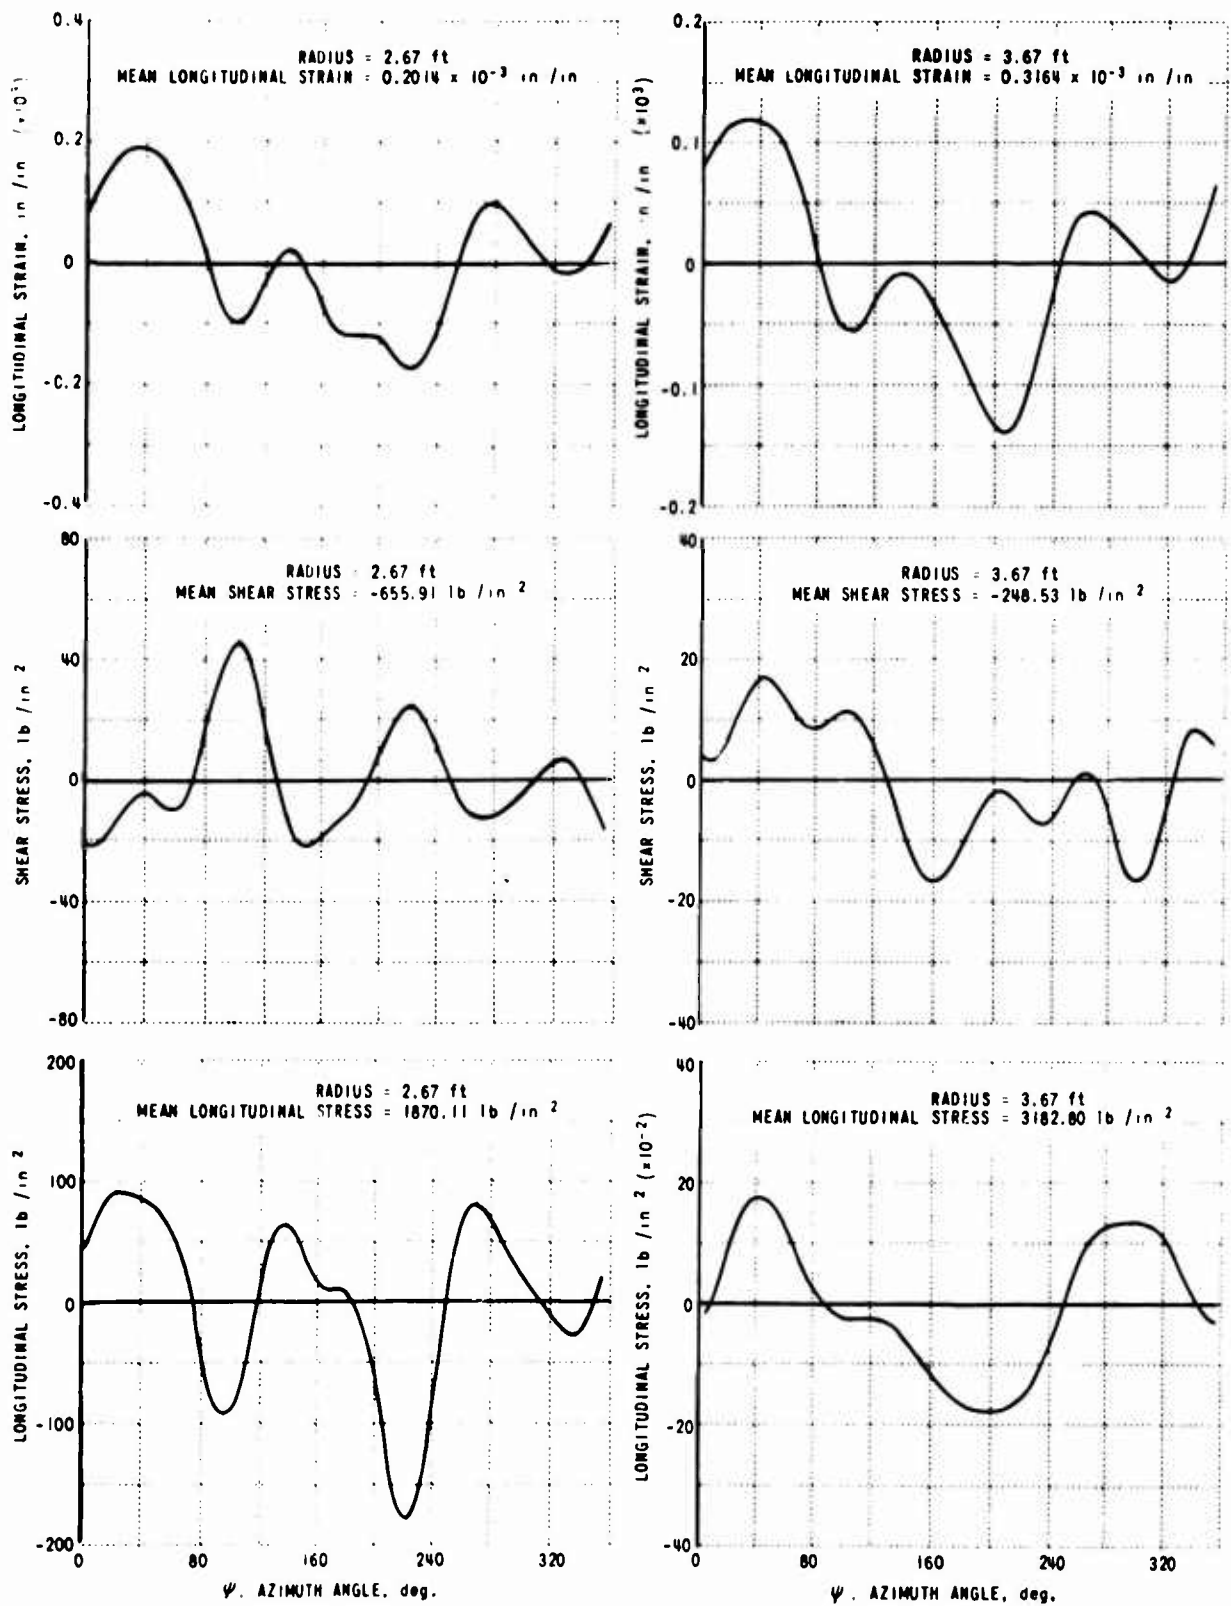 0.4
RADIUS = 2.67 ft
MEAN LONGITUDINAL STRAIN = 0.2014 x 10-3 in/in
LONGITUDINAL STRAIN, in/in (x10³)
0.2
0
-0.2
-0.4
0.2
RADIUS = 3.67 ft
MEAN LONGITUDINAL STRAIN = 0.3164 x 10-3 in/in
LONGITUDINAL STRAIN, in/in (x10³)
0.1
0
-0.1
-0.2
80
RADIUS = 2.67 ft
MEAN SHEAR STRESS = -655.91 lb/in 2
SHEAR STRESS, lb/in 2
40
0
-40
-80
40
RADIUS = 3.67 ft
MEAN SHEAR STRESS = -248.53 lb/in 2
SHEAR STRESS, lb/in 2
20
0
-20
-40
200
RADIUS = 2.67 ft
MEAN LONGITUDINAL STRESS = 1870.11 lb/in 2
LONGITUDINAL STRESS, lb/in 2
100
0
-100
-200
0 80 160 240 320
ψ. AZIMUTH ANGLE, deg.
40
RADIUS = 3.67 ft
MEAN LONGITUDINAL STRESS = 3182.80 lb/in 2
LONGITUDINAL STRESS, lb/in 2 (x10-2)
20
0
-20
-40
0 80 160 240 320
ψ. AZIMUTH ANGLE, deg.